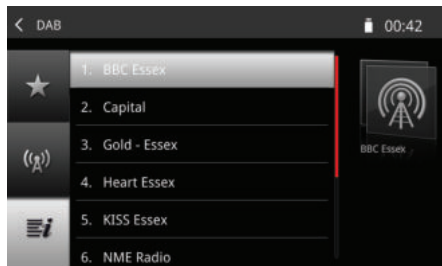 DAB
00:42
1. BBC Essex
2. Capital
3. Gold - Essex
4. Heart Essex
5. KISS Essex
6. NME Radio
BBC Essex
i